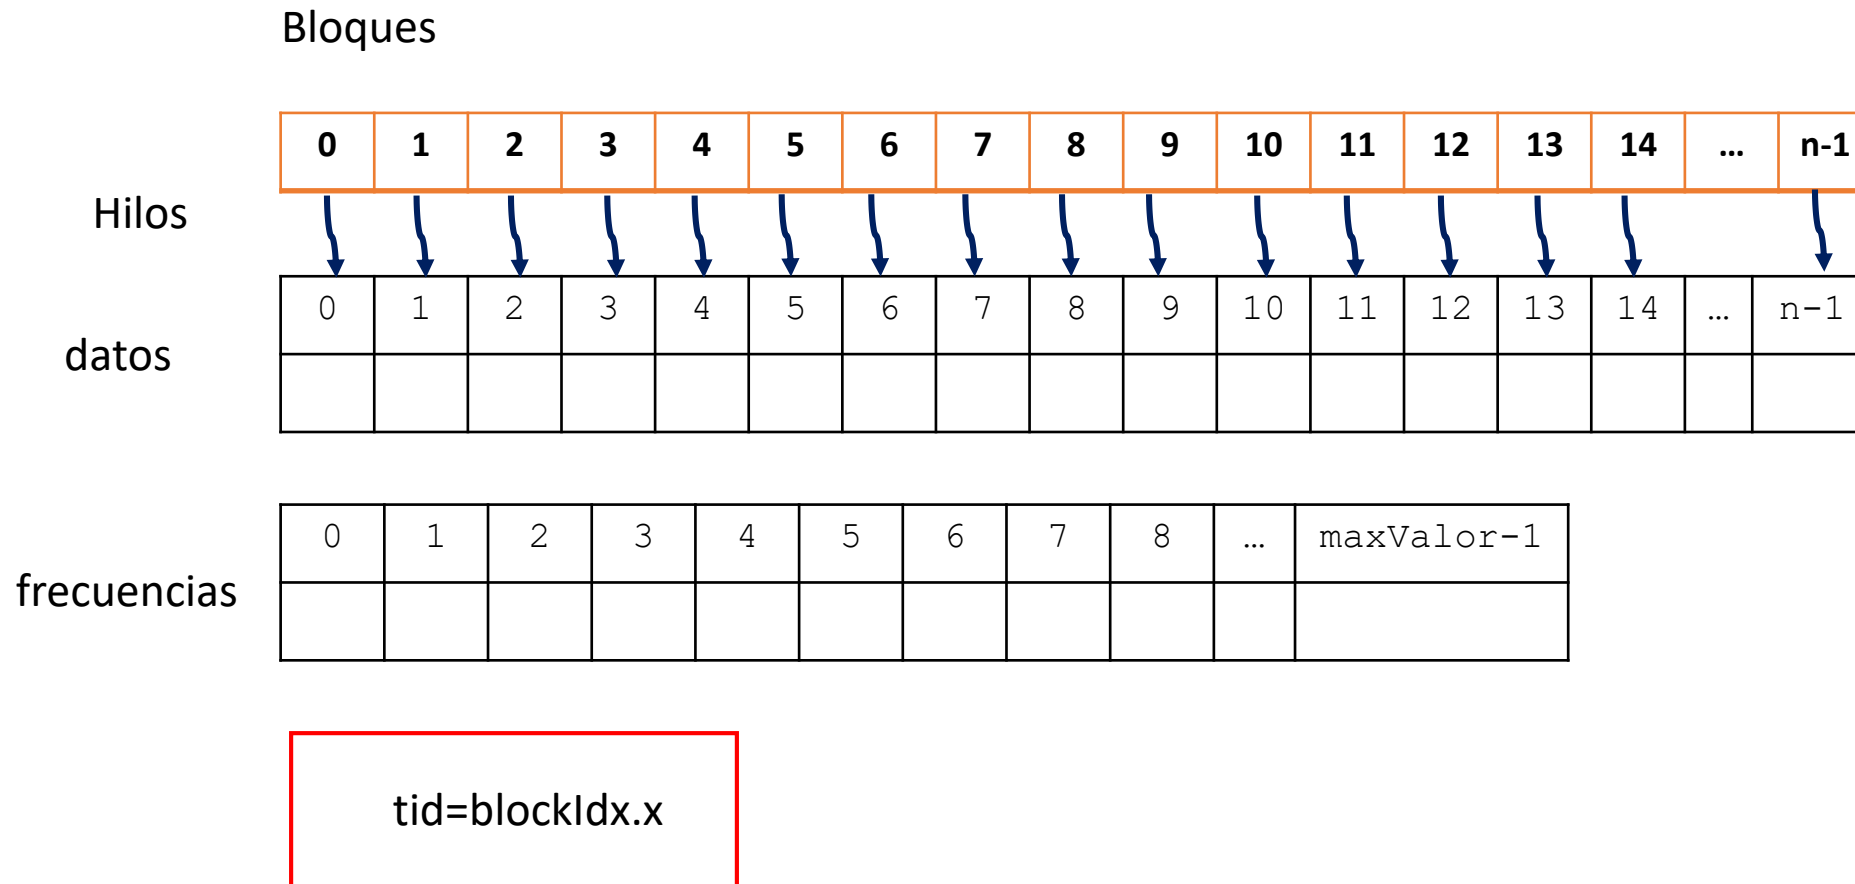 Bloques
0 1 2 3 4 5 6 7 8 9 10 11 12 13 14 ... n-1
Hilos
0 1 2 3 4 5 6 7 8 9 10 11 12 13 14 … n-1
datos
0 1 2 3 4 5 6 7 8 … maxValor-1
frecuencias
tid=blockIdx.x